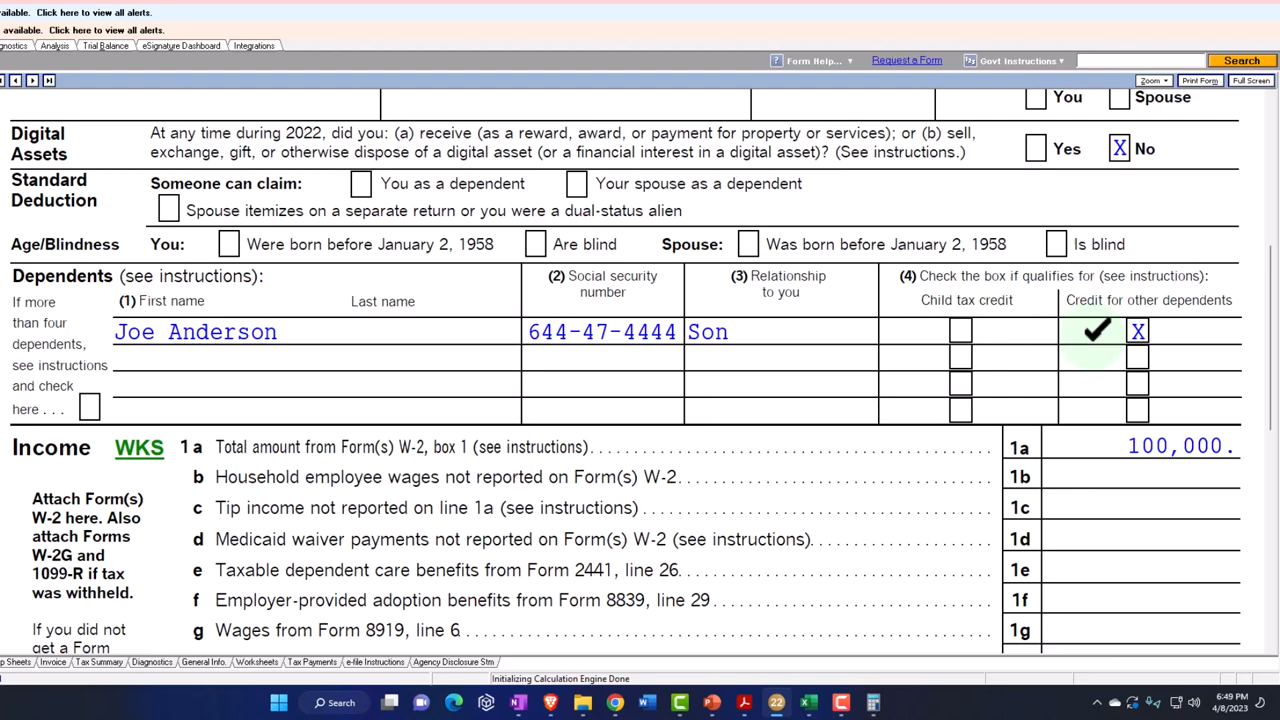 vailable. Click here to view all alerts.
available. Click here to view all alerts.
gnostics Analysis Trial Balance eSignature Dashboard Integrations
? Form Help... Request a Form Govt Instructions Search
Zoom Print Form Full Screen
You Spouse
Digital Assets
At any time during 2022, did you: (a) receive (as a reward, award, or payment for property or services); or (b) sell,
exchange, gift, or otherwise dispose of a digital asset (or a financial interest in a digital asset)? (See instructions.)
Yes X No
Standard Deduction
Someone can claim: You as a dependent Your spouse as a dependent
Spouse itemizes on a separate return or you were a dual-status alien
Age/Blindness You: Were born before January 2, 1958 Are blind Spouse: Was born before January 2, 1958 Is blind
Dependents (see instructions):
(2) Social security number
(3) Relationship to you
(4) Check the box if qualifies for (see instructions):
(1) First name Last name
Child tax credit Credit for other dependents
If more
than four
dependents,
see instructions
and check
here . . .
Joe Anderson 644-47-4444 Son X
Income WKS 1a Total amount from Form(s) W-2, box 1 (see instructions) 1a 100,000.
b Household employee wages not reported on Form(s) W-2 1b
c Tip income not reported on line 1a (see instructions) 1c
d Medicaid waiver payments not reported on Form(s) W-2 (see instructions) 1d
e Taxable dependent care benefits from Form 2441, line 26 1e
f Employer-provided adoption benefits from Form 8839, line 29 1f
g Wages from Form 8919, line 6 1g
Attach Form(s)
W-2 here. Also
attach Forms
W-2G and
1099-R if tax
was withheld.
If you did not
get a Form
p Sheets Invoice Tax Summary Diagnostics General Info. Worksheets Tax Payments e-file Instructions Agency Disclosure Stm
Initializing Calculation Engine Done
Search
22
6:49 PM
4/8/2023